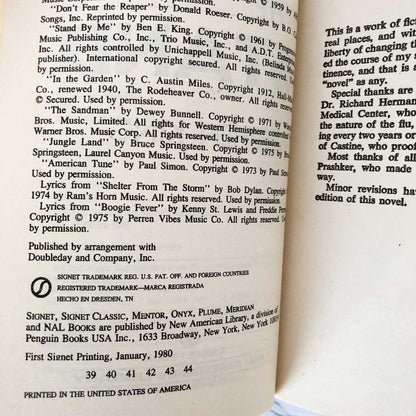 "Don't Fear the Reaper" by Donald Roeser. Copyright © by B.O.
Songs, Inc. Reprinted by permission.
"Stand By Me" by Ben E. King. Copyright © 1961 by
Music Publishing Co., Inc., Trio Music, Inc., and A.D.T. Enterprises
Inc. All rights controlled by Unichappell Music, Inc. (Belinda
publisher). International copyright secured. All rights reserved. Used
by permission.
"In the Garden" by C. Austin Miles. Copyright 1912, Hall-Mack
Co., renewed 1940, The Rodeheaver Co., owner. All rights
© Secured. Used by permission.
"The Sandman" by Dewey Bunnell. Copyright © 1971 by Warner
Bros. Music, Limited. All rights for Western Hemisphere controlled by
Warner Bros. Music Corp. All rights reserved. Used by permission.
"Jungle Land" by Bruce Springsteen. Copyright © 1975 by Bruce
Springsteen, Laurel Canyon Music. Used by permission.
"American Tune" by Paul Simon. Copyright © 1973 by Paul Simon.
Used by permission.
Lyrics from "Shelter From The Storm" by Bob Dylan. Copyright ©
1974 by Ram's Horn Music. All rights reserved. Used by permission.
Lyrics from "Boogie Fever" by Kenny St. Lewis and Freddie Perren.
Copyright © 1975 by Perren Vibes Music Co. All rights reserved. Used
by permission.
Published by arrangement with
Doubleday and Company, Inc.
S
SIGNET TRADEMARK REG. U.S. PAT. OFF. AND FOREIGN COUNTRIES
REGISTERED TRADEMARK—MARCA REGISTRADA
HECHO EN DRESDEN, TN
SIGNET, SIGNET CLASSIC, MENTOR, ONYX, PLUME, MERIDIAN
and NAL BOOKS are published by New American Library, a division of
Penguin Books USA Inc., 1633 Broadway, New York, New York 10019
First Signet Printing, January, 1980
39 40 41 42 43 44
PRINTED IN THE UNITED STATES OF AMERICA
This is a work of fic
real places, and with
liberty of changing th
ed the course of my s
tinence, and that is a
"novel" as any.
Special thanks are
Dr. Richard Herman
Medical Center, who
the nature of the flu
ing every two years o
of Castine, who proof
Most thanks of all
Prashker, who made
way.
Minor revisions hav
edition of this novel.